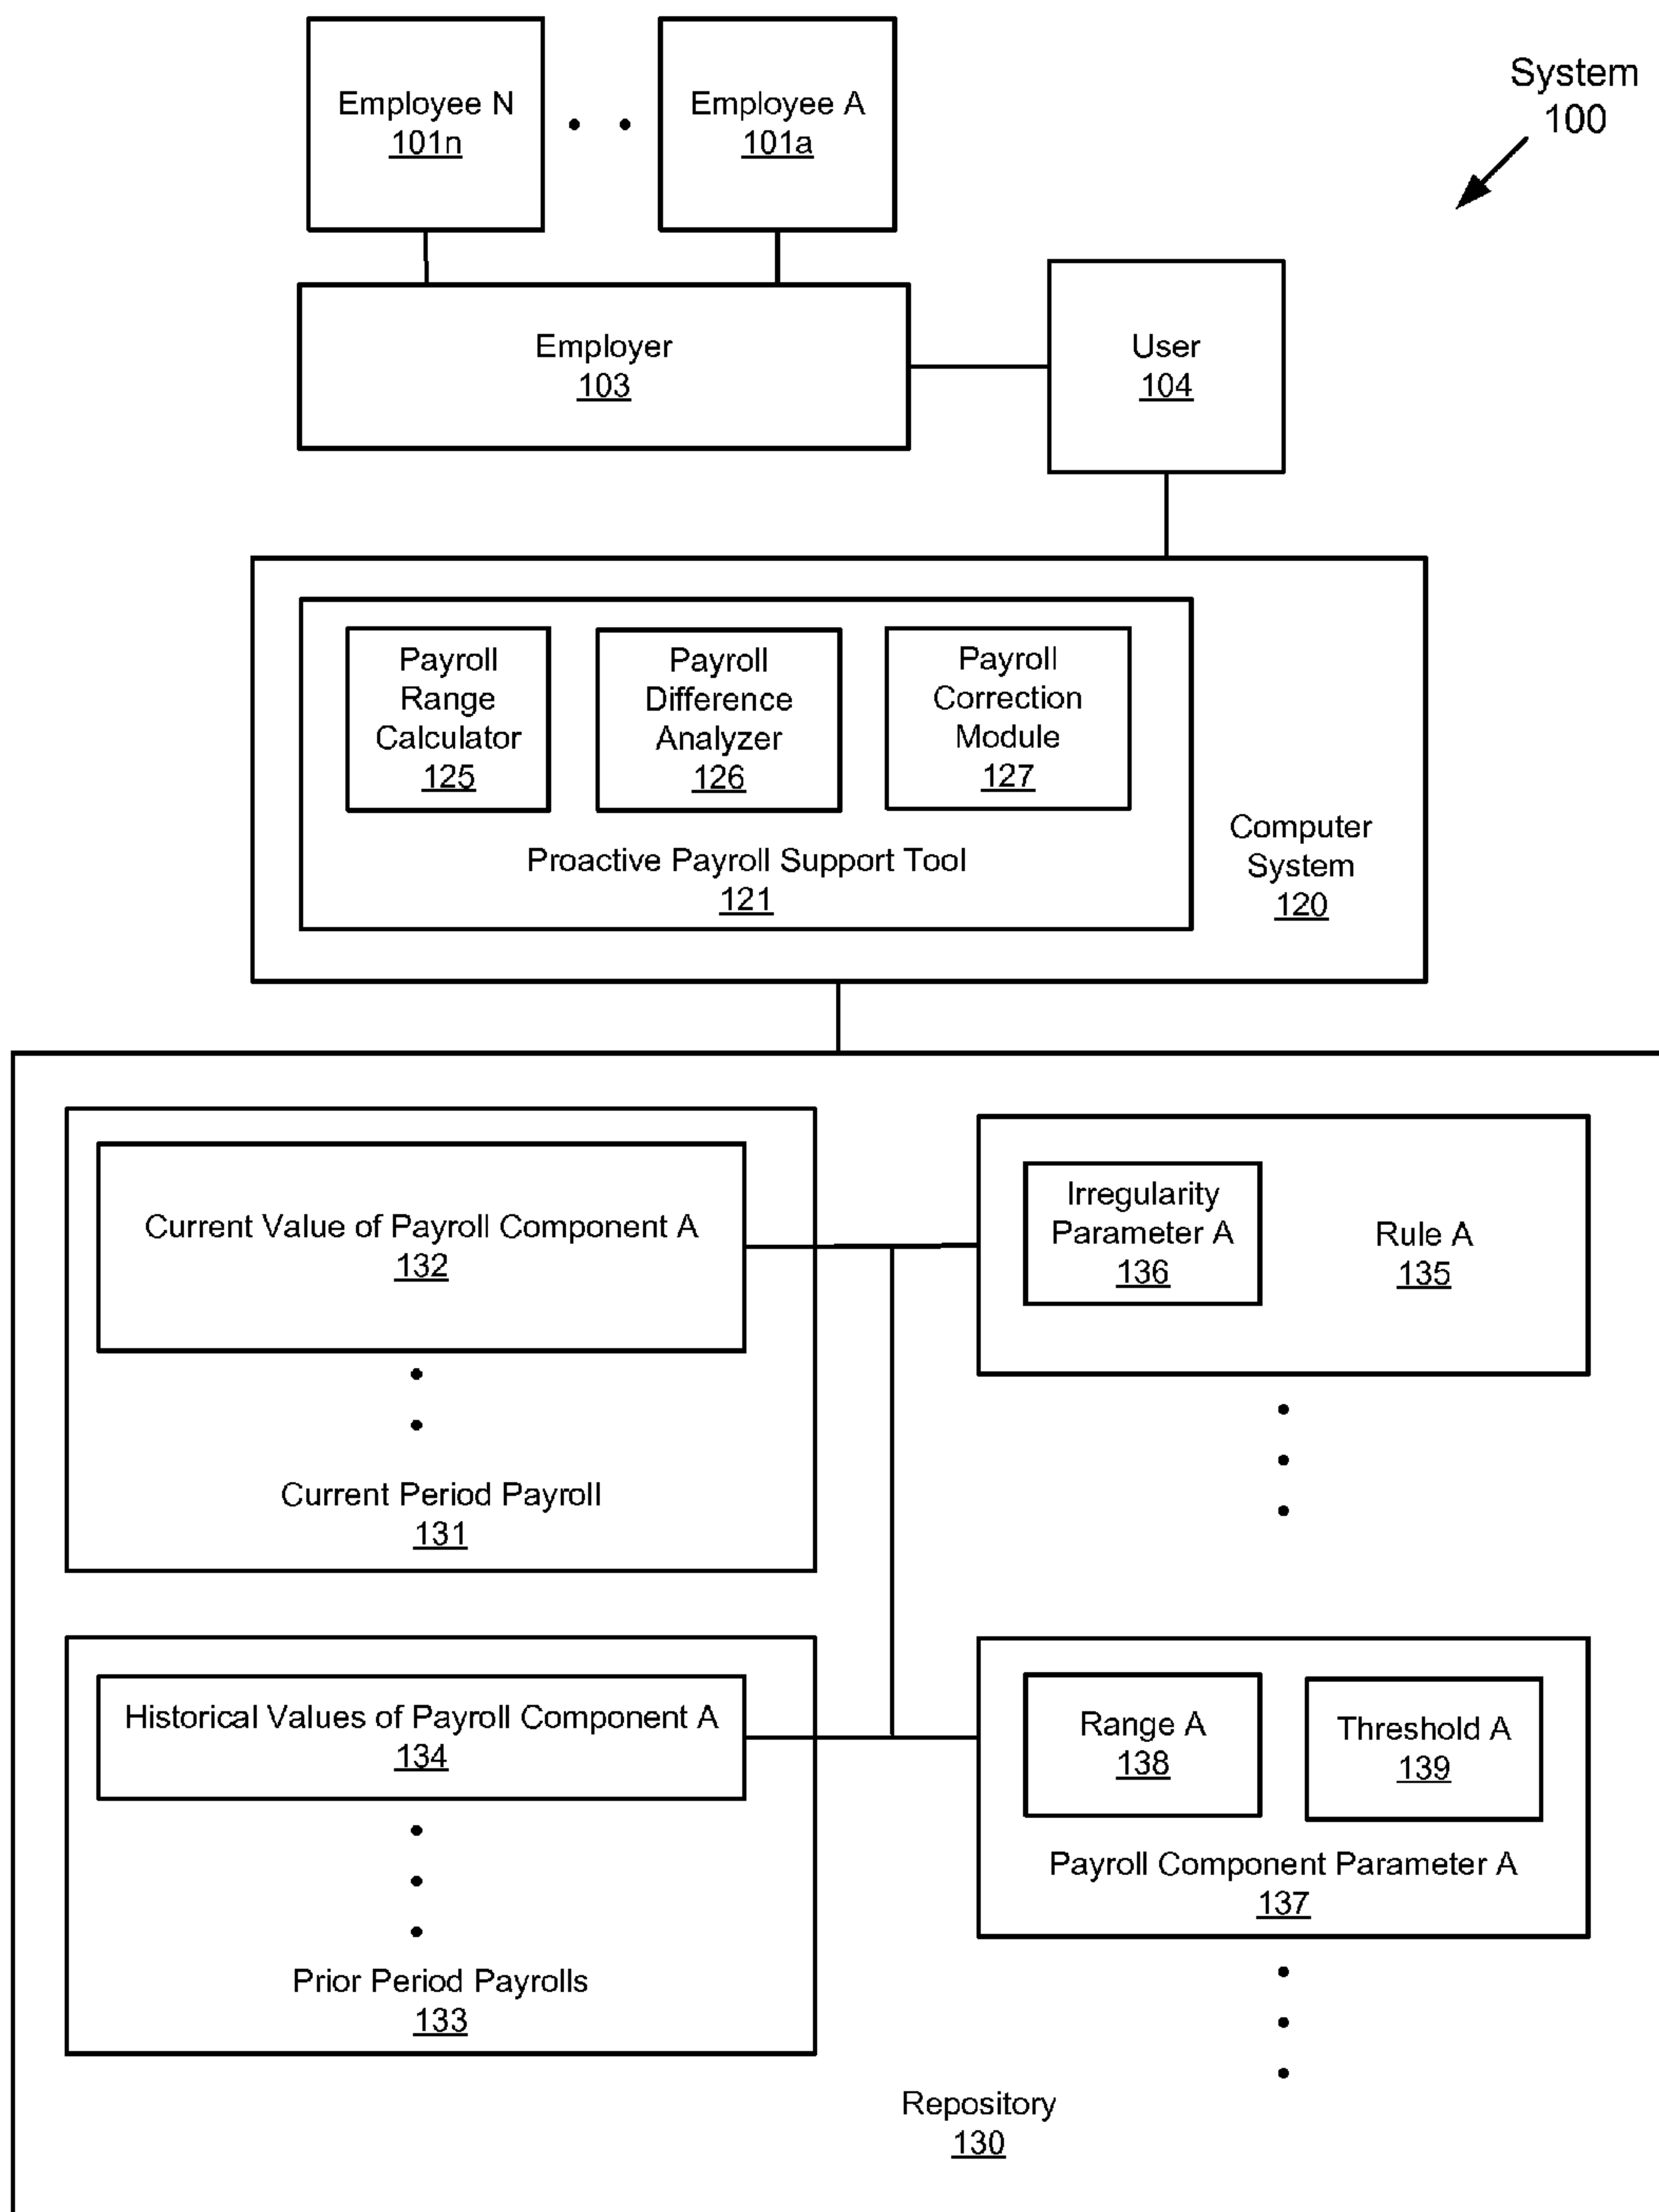 System
100
Employee N
101n
Employee A
101a
Employer
103
User
104
Payroll
Range
Calculator
125
Payroll
Difference
Analyzer
126
Payroll
Correction
Module
127
Proactive Payroll Support Tool
121
Computer
System
120
Current Value of Payroll Component A
132
Current Period Payroll
131
Irregularity
Parameter A
136
Rule A
135
Historical Values of Payroll Component A
134
Prior Period Payrolls
133
Range A
138
Threshold A
139
Payroll Component Parameter A
137
Repository
130